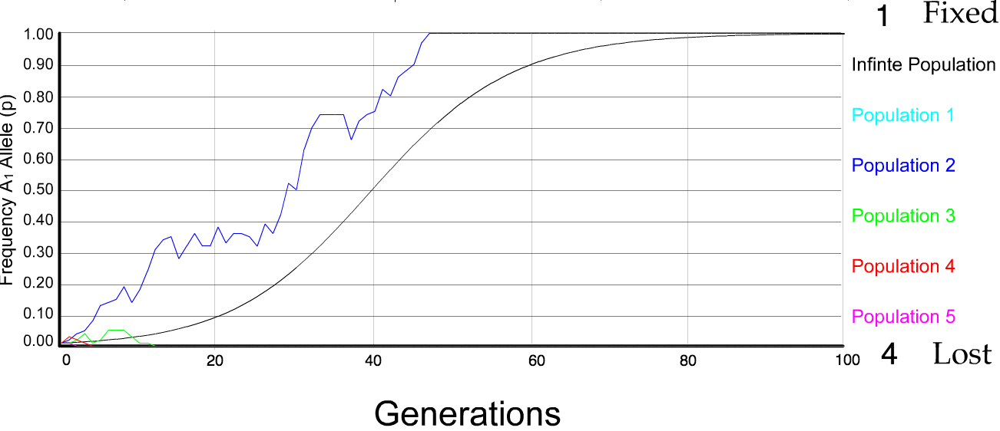 1 Fixed
1.00
0.90
0.80
0.70
0.60
0.50
0.40
0.30
0.20
0.10
0.00
Frequency A1 Allele (p)
Infinte Population
Population 1
Population 2
Population 3
Population 4
Population 5
4 Lost
0 20 40 60 80 100
Generations